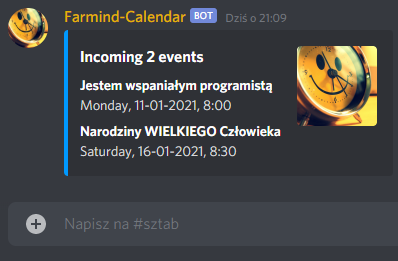 Farmind-Calendar BOT Dziś o 21:09
Incoming 2 events
Jestem wspaniałym programistą
Monday, 11-01-2021, 8:00
Narodziny WIELKIEGO Człowieka
Saturday, 16-01-2021, 8:30
Napisz na #sztab